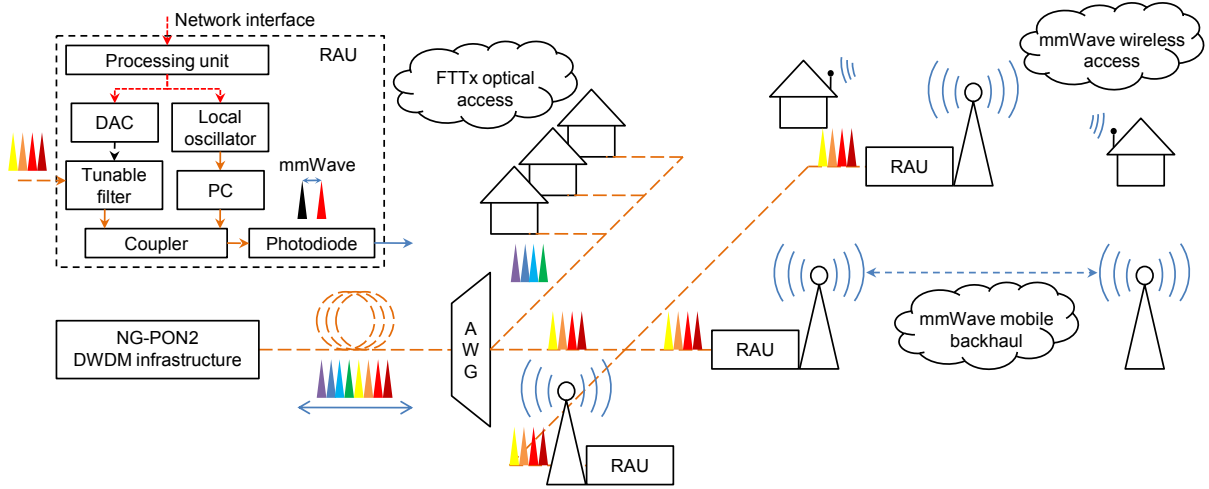 Network interface
RAU
Processing unit
DAC
Local
oscillator
Tunable
filter
PC
mmWave
Coupler
Photodiode
FTTx optical
access
mmWave wireless
access
RAU
NG-PON2
DWDM infrastructure
A
W
G
RAU
mmWave mobile
backhaul
RAU